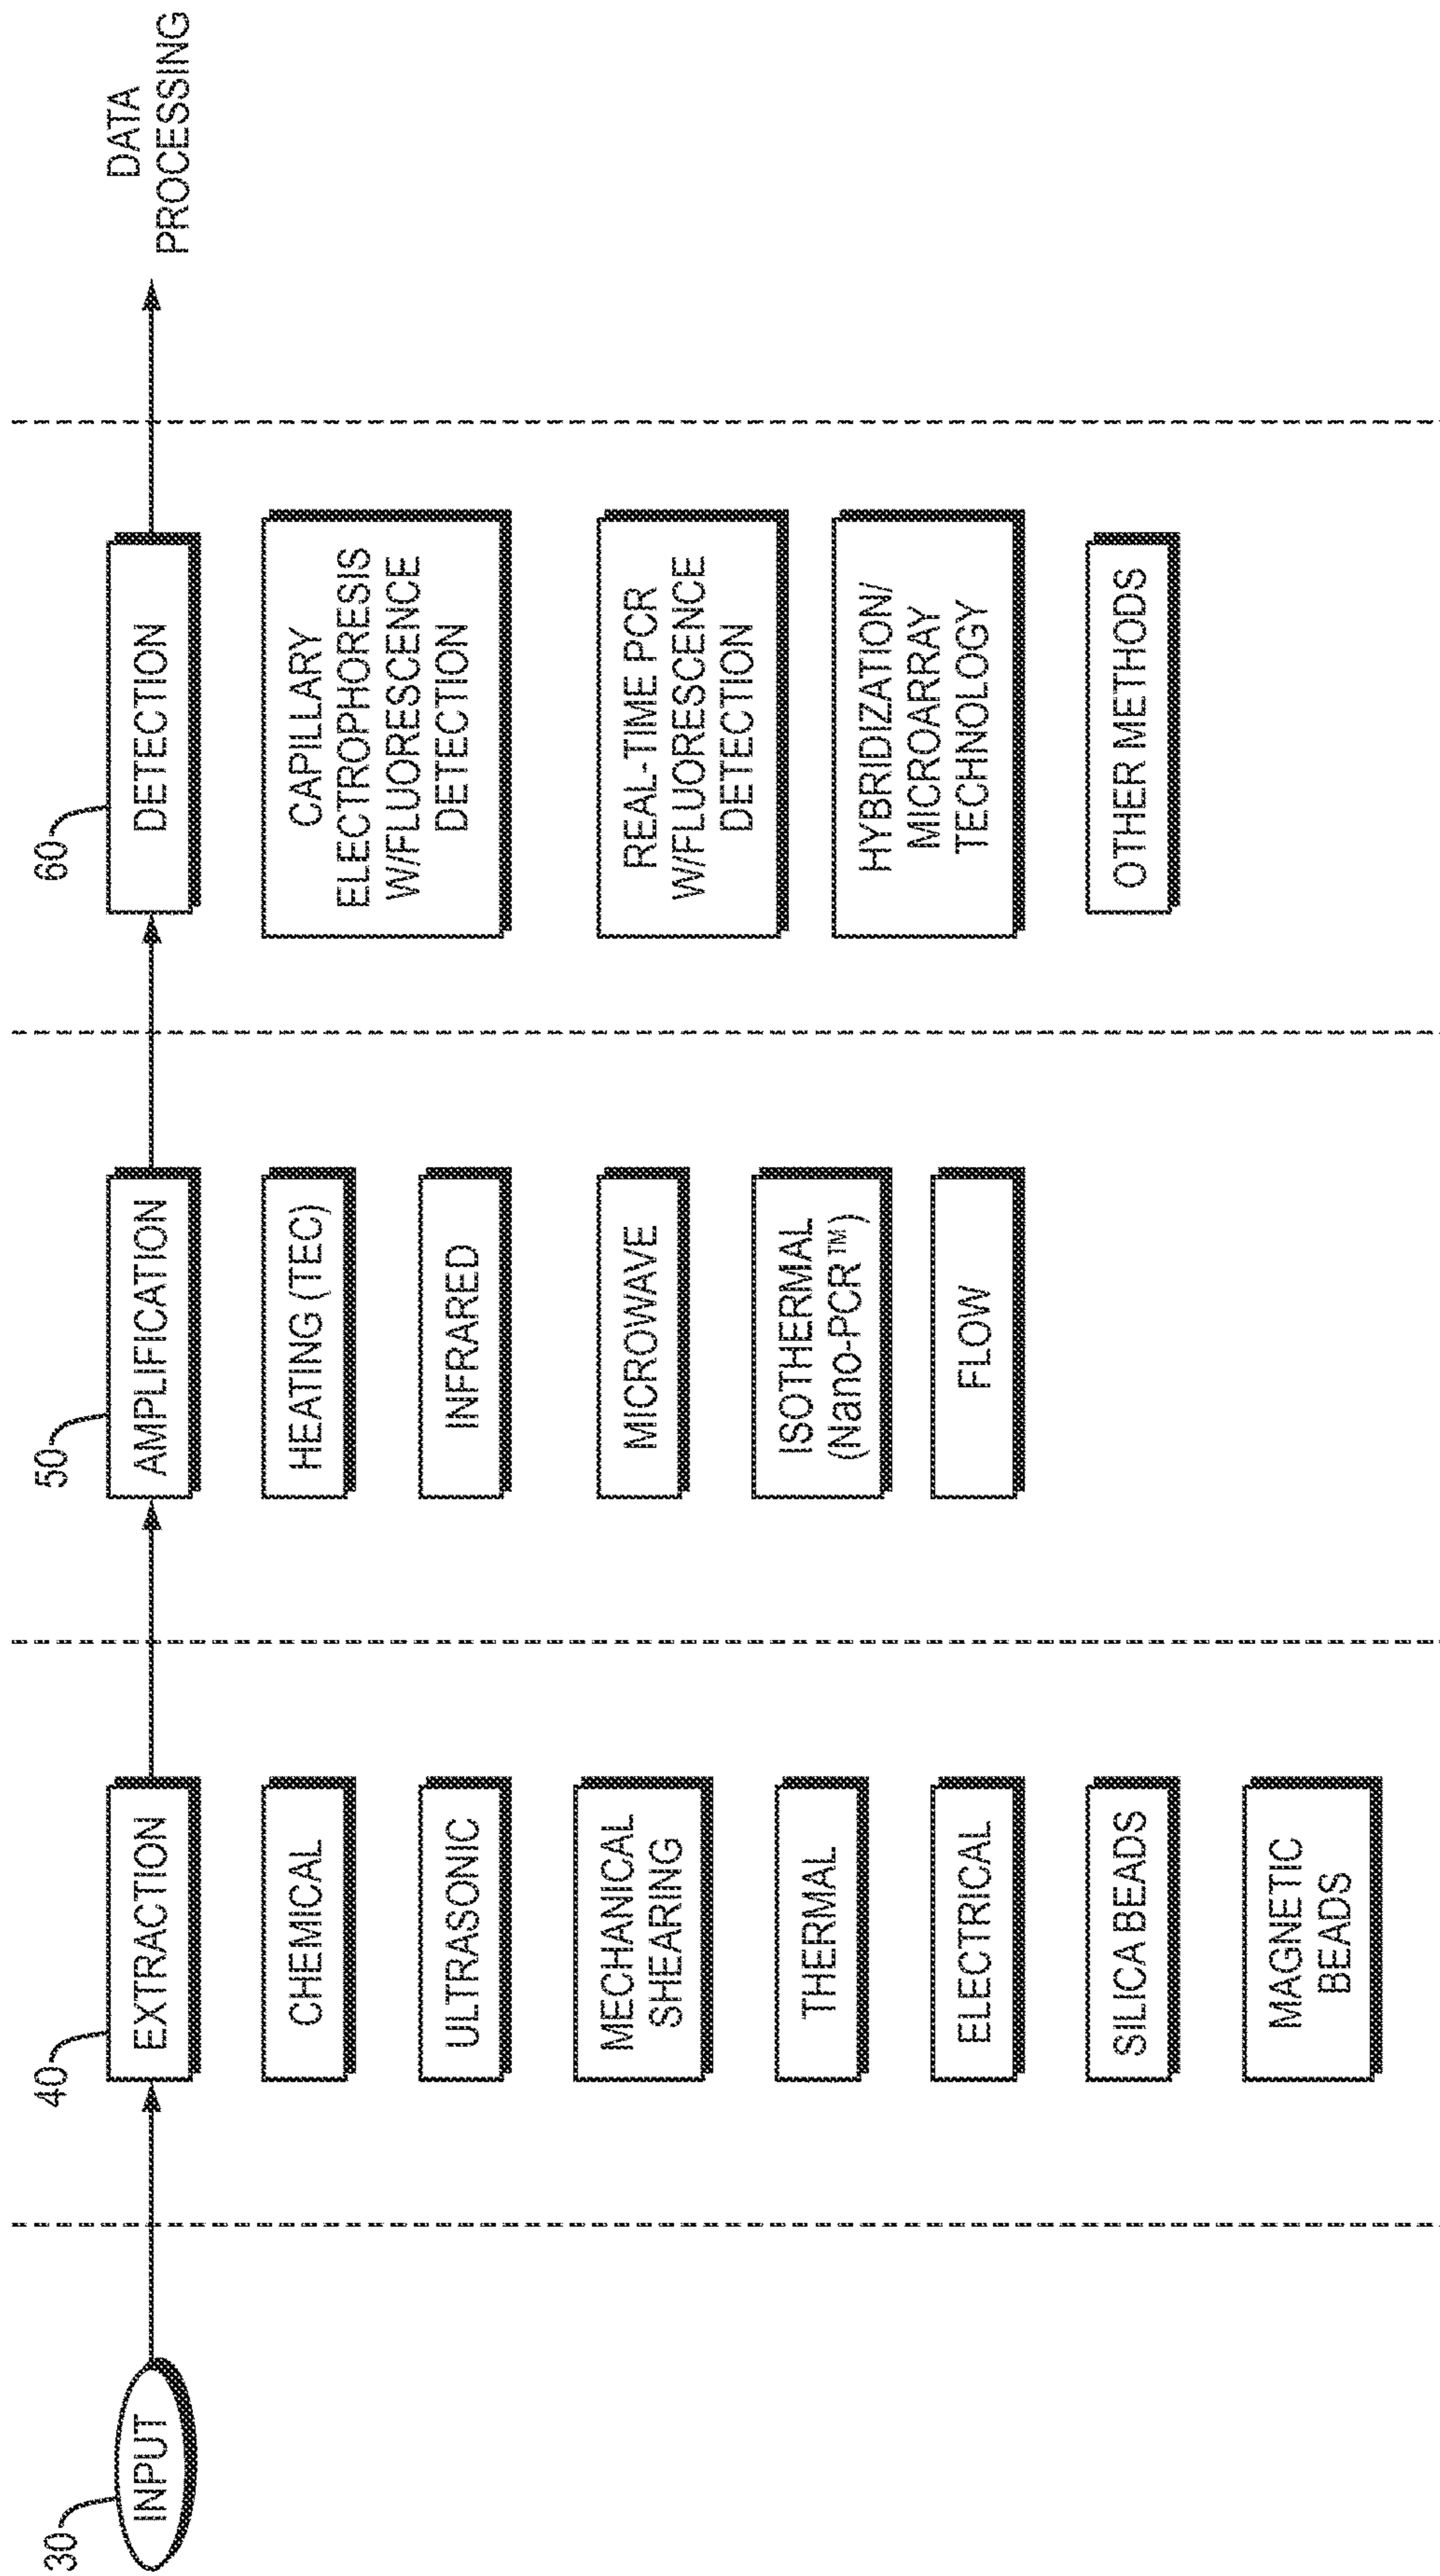 30
INPUT
40
EXTRACTION
CHEMICAL
ULTRASONIC
MECHANICAL
SHEARING
THERMAL
ELECTRICAL
SILICA BEADS
MAGNETIC
BEADS
50
AMPLIFICATION
HEATING (TEC)
INFRARED
MICROWAVE
ISOTHERMAL
(Nano-PCR™)
FLOW
60
DETECTION
CAPILLARY
ELECTROPHORESIS
W/FLUORESCENCE
DETECTION
REAL-TIME PCR
W/FLUORESCENCE
DETECTION
HYBRIDIZATION/
MICROARRAY
TECHNOLOGY
OTHER METHODS
DATA
PROCESSING